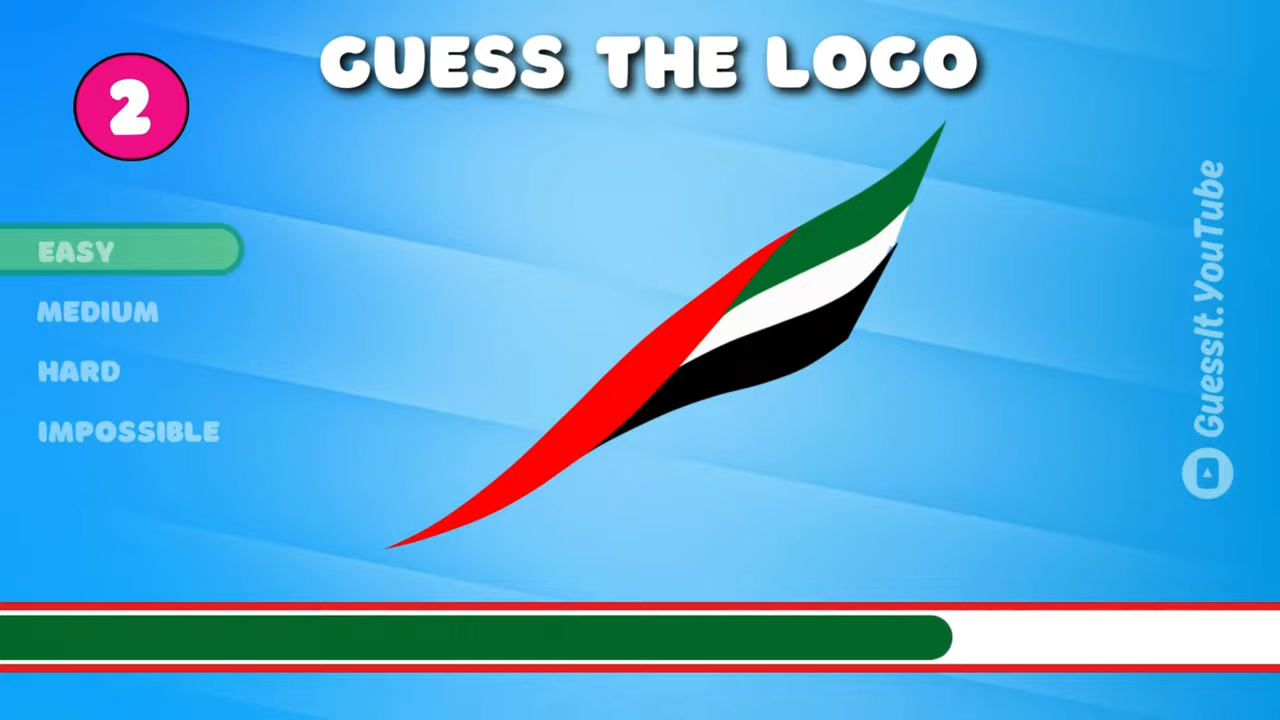 GUESS THE LOGO
2
EASY
MEDIUM
HARD
IMPOSSIBLE
GuessIt.YouTube